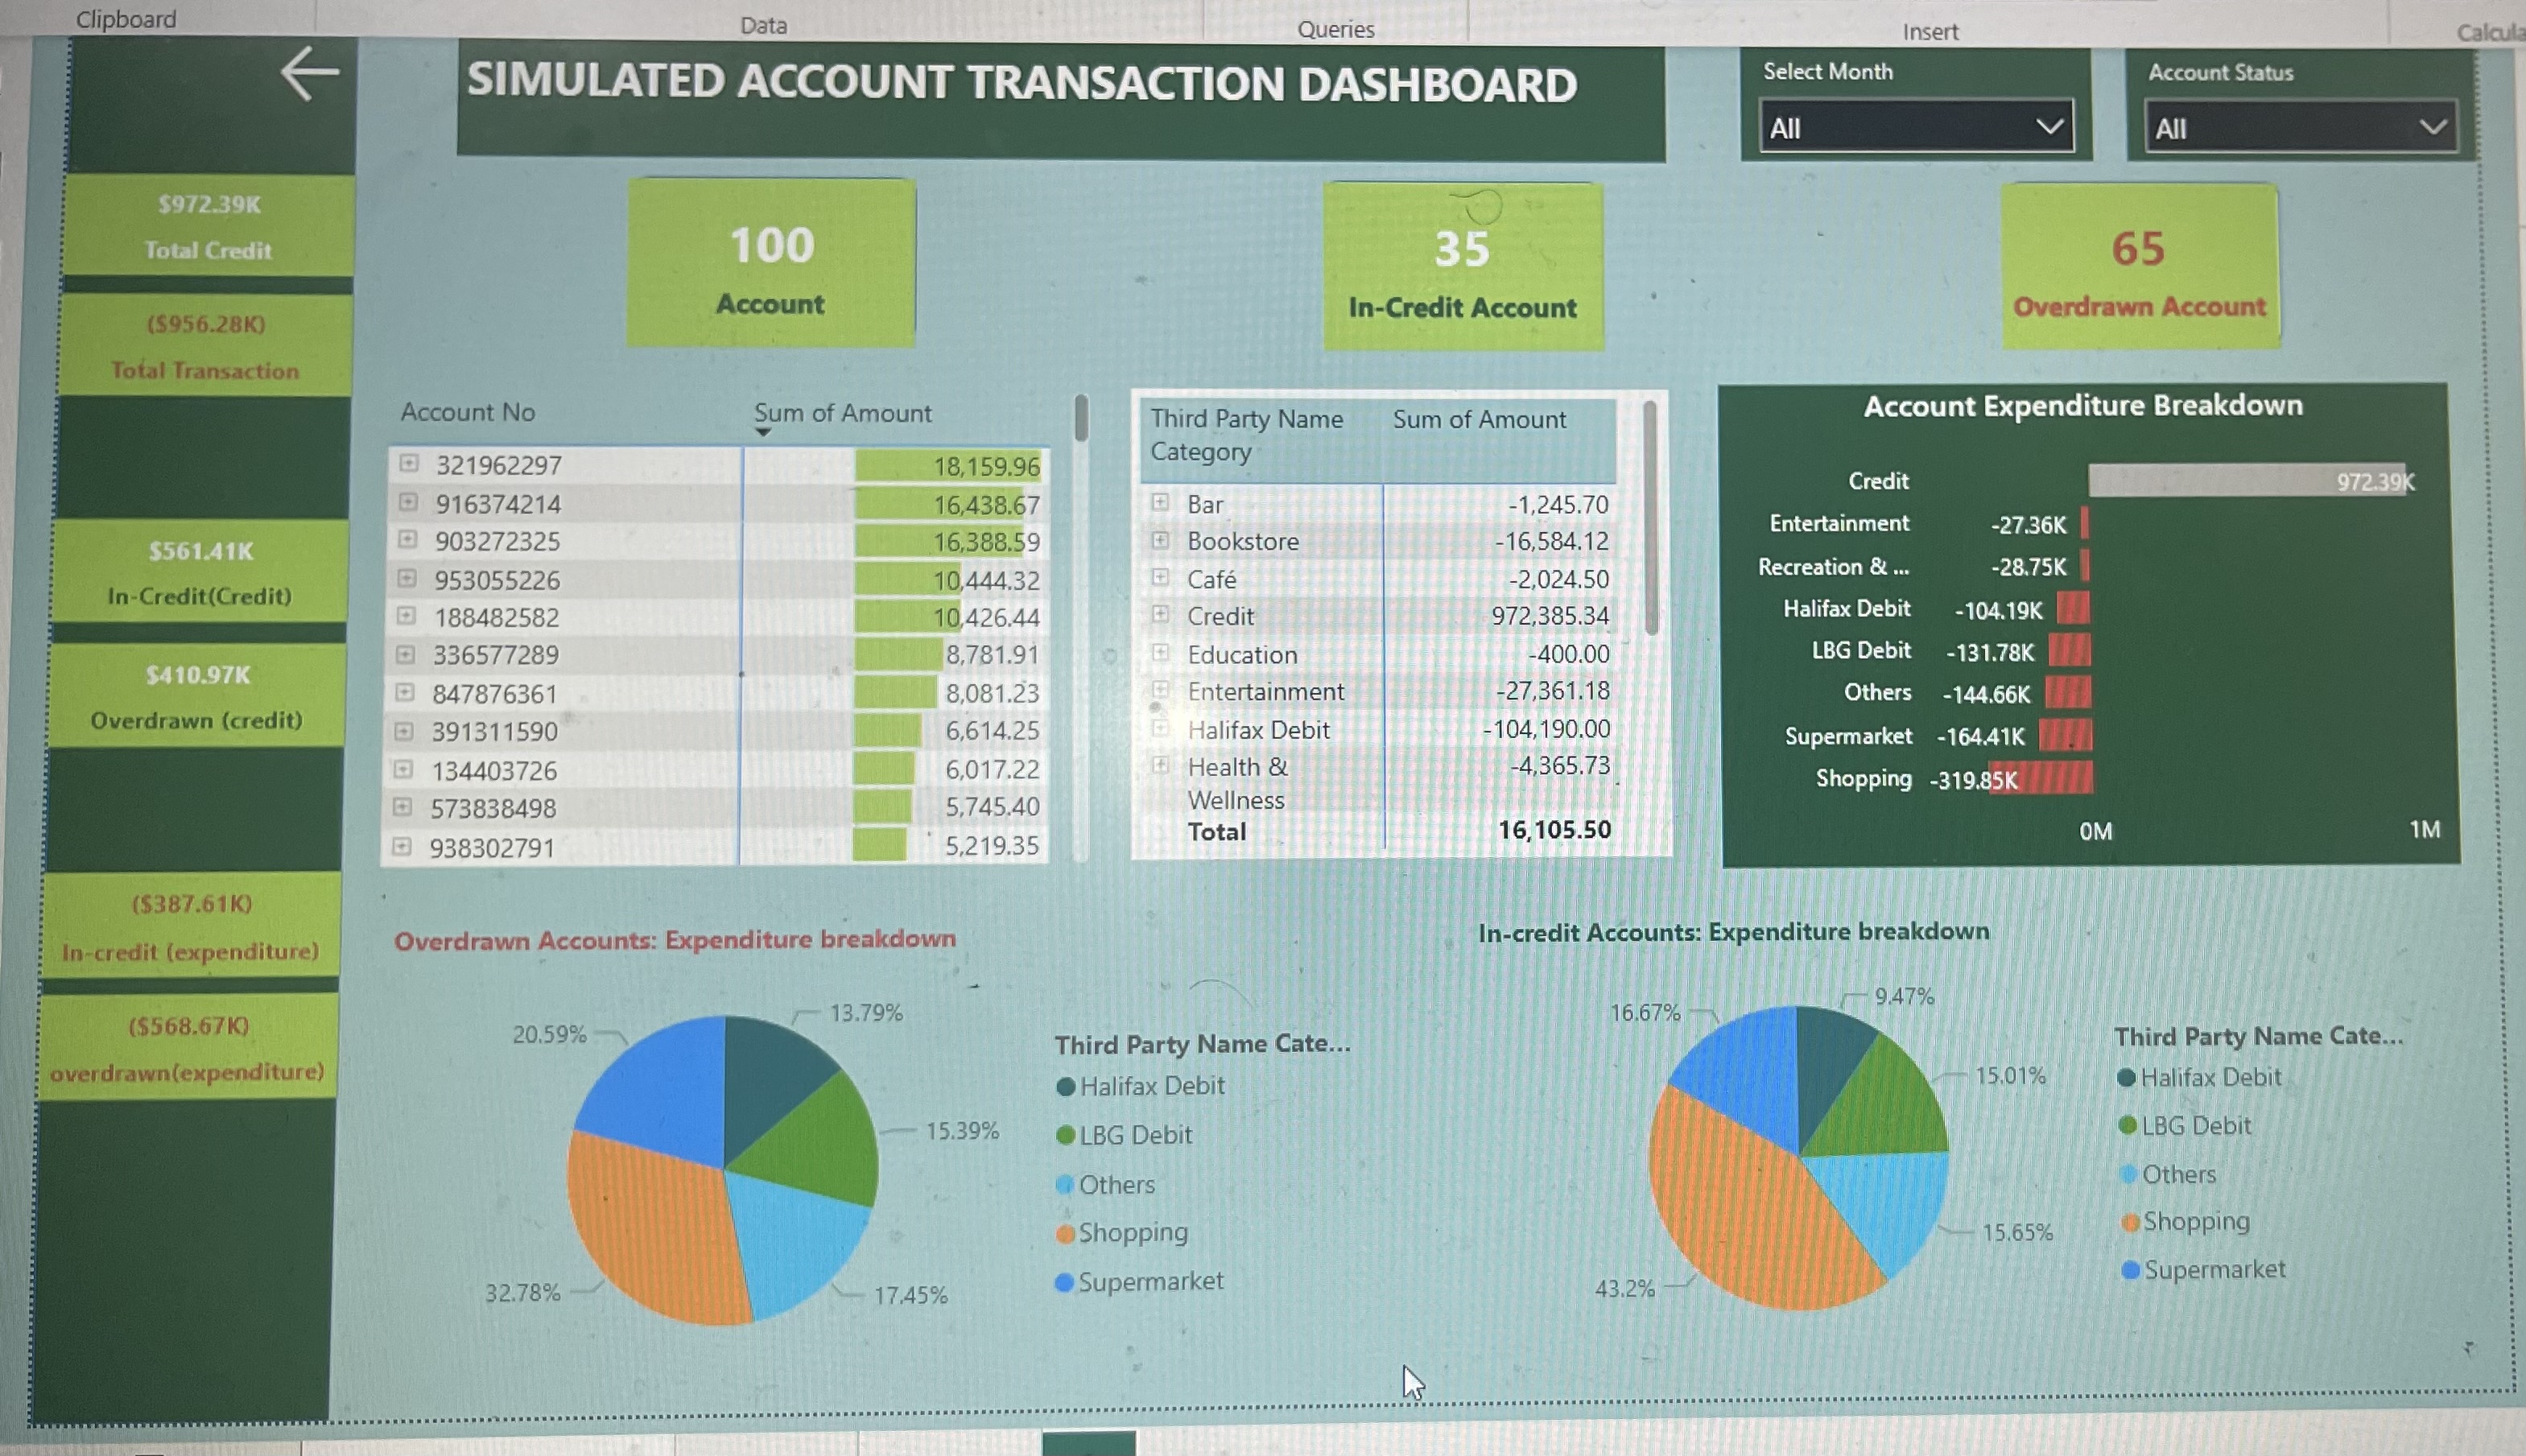 Clipboard
Data
Queries
Insert
Calcula
SIMULATED ACCOUNT TRANSACTION DASHBOARD
Select Month
All
Account Status
All
$972.39K
Total Credit
($956.28K)
Total Transaction
$561.41K
In-Credit(Credit)
$410.97K
Overdrawn (credit)
($387.61K)
In-credit (expenditure)
($568.67K)
overdrawn(expenditure)
100
Account
35
In-Credit Account
65
Overdrawn Account
Account No Sum of Amount
321962297 18,159.96
916374214 16,438.67
903272325 16,388.59
953055226 10,444.32
188482582 10,426.44
336577289 8,781.91
847876361 8,081.23
391311590 6,614.25
134403726 6,017.22
573838498 5,745.40
938302791 5,219.35
Third Party Name Sum of Amount
Category
Bar -1,245.70
Bookstore -16,584.12
Café -2,024.50
Credit 972,385.34
Education -400.00
Entertainment -27,361.18
Halifax Debit -104,190.00
Health & -4,365.73
Wellness
Total 16,105.50
Account Expenditure Breakdown
Credit 972.39K
Entertainment -27.36K
Recreation & ... -28.75K
Halifax Debit -104.19K
LBG Debit -131.78K
Others -144.66K
Supermarket -164.41K
Shopping -319.85K
0M 1M
Overdrawn Accounts: Expenditure breakdown
13.79%
20.59%
15.39%
32.78%
17.45%
Third Party Name Cate...
Halifax Debit
LBG Debit
Others
Shopping
Supermarket
In-credit Accounts: Expenditure breakdown
9.47%
16.67%
15.01%
15.65%
43.2%
Third Party Name Cate...
Halifax Debit
LBG Debit
Others
Shopping
Supermarket